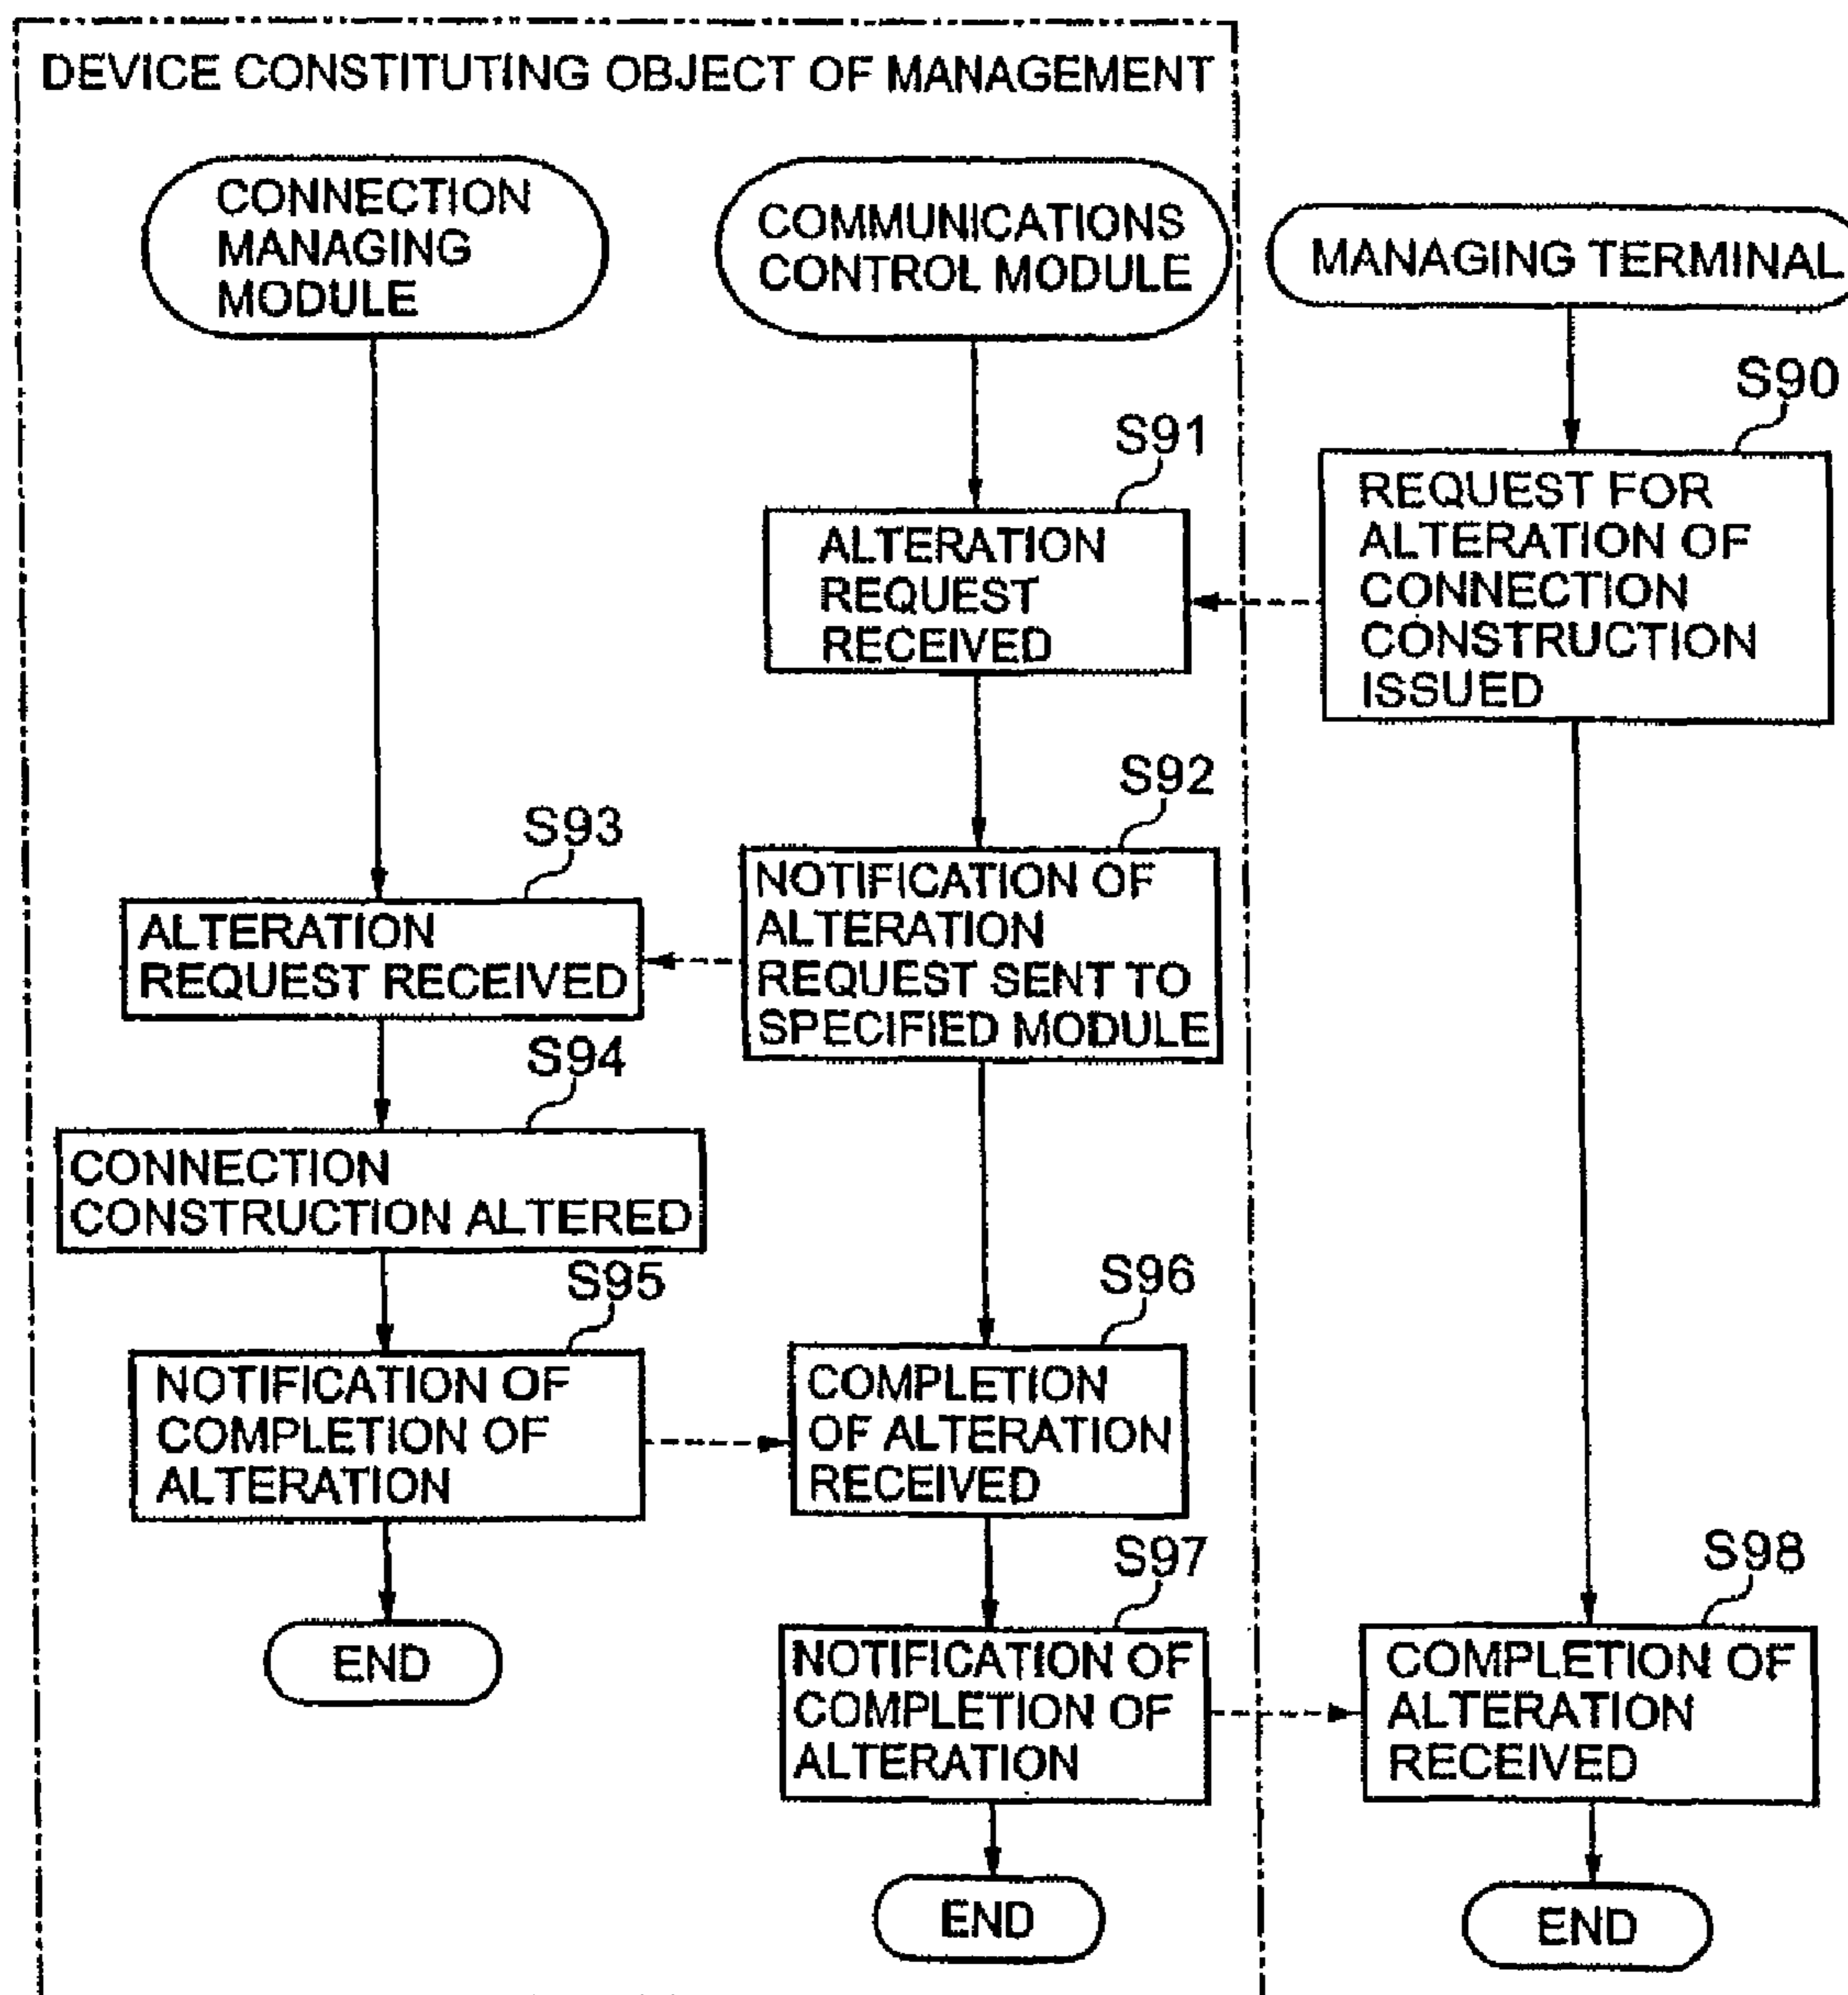 DEVICE CONSTITUTING OBJECT OF MANAGEMENT
CONNECTION
MANAGING
MODULE
COMMUNICATIONS
CONTROL MODULE
MANAGING TERMINAL
S90
REQUEST FOR
ALTERATION OF
CONNECTION
CONSTRUCTION
ISSUED
S91
ALTERATION
REQUEST
RECEIVED
S92
NOTIFICATION OF
ALTERATION
REQUEST SENT TO
SPECIFIED MODULE
S93
ALTERATION
REQUEST RECEIVED
S94
CONNECTION
CONSTRUCTION ALTERED
S95
NOTIFICATION OF
COMPLETION OF
ALTERATION
END
S96
COMPLETION
OF ALTERATION
RECEIVED
S97
NOTIFICATION OF
COMPLETION OF
ALTERATION
END
S98
COMPLETION OF
ALTERATION
RECEIVED
END